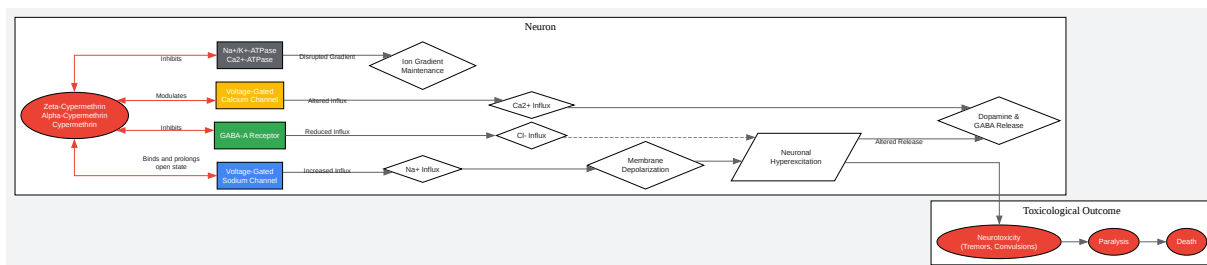 Neuron
Na+/K+-ATPase
Ca2+-ATPase
Inhibits
Disrupted Gradient
Ion Gradient
Maintenance
Zeta-Cypermethrin
Alpha-Cypermethrin
Cypermethrin
Modulates
Voltage-Gated
Calcium Channel
Altered Influx
Ca2+ Influx
Dopamine &
GABA Release
Inhibits
GABA-A Receptor
Reduced Influx
Cl- Influx
Neuronal
Hyperexcitation
Altered Release
Binds and prolongs
open state
Voltage-Gated
Sodium Channel
Increased Influx
Na+ Influx
Membrane
Depolarization
Toxicological Outcome
Neurotoxicity
(Tremors, Convulsions)
Paralysis
Death